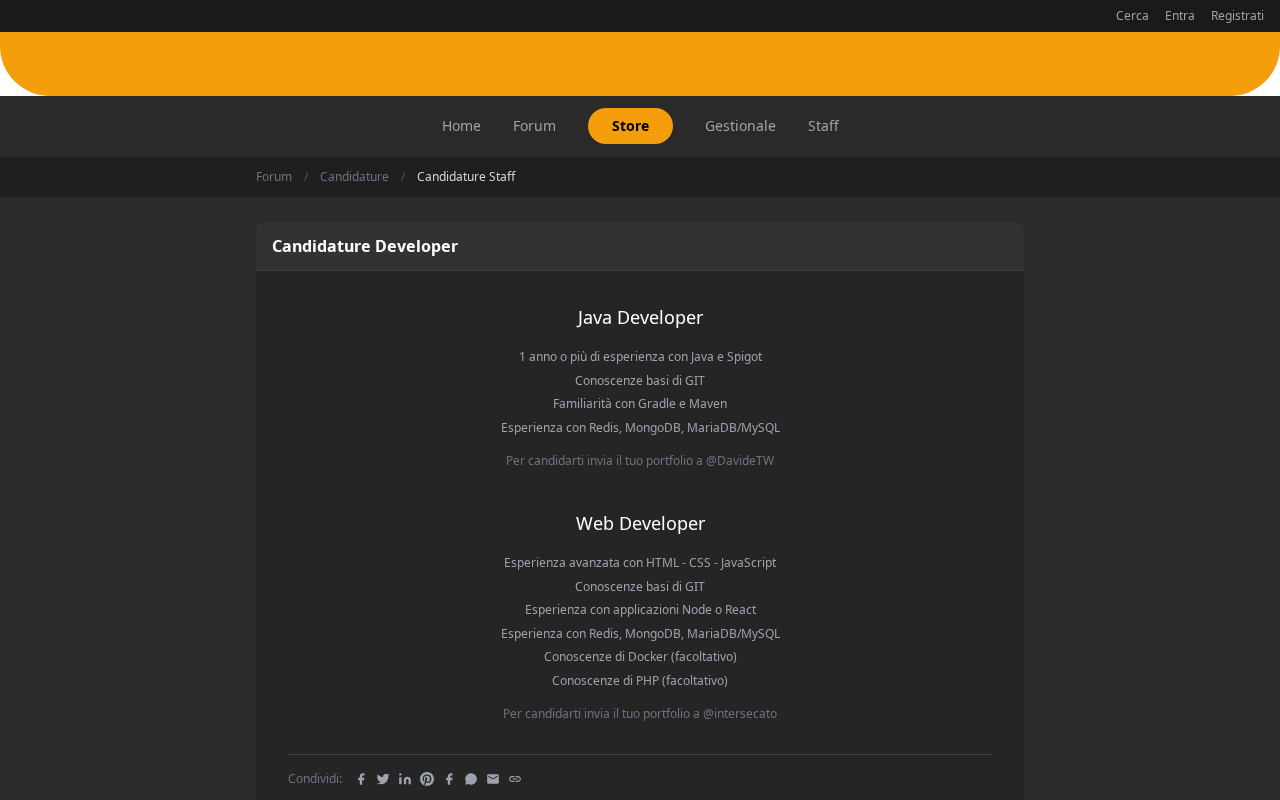 Cerca Entra Registrati
Home Forum Store Gestionale Staff
Forum / Candidature / Candidature Staff
Candidature Developer
Java Developer
1 anno o più di esperienza con Java e Spigot
Conoscenze basi di GIT
Familiarità con Gradle e Maven
Esperienza con Redis, MongoDB, MariaDB/MySQL
Per candidarti invia il tuo portfolio a @DavideTW
Web Developer
Esperienza avanzata con HTML - CSS - JavaScript
Conoscenze basi di GIT
Esperienza con applicazioni Node o React
Esperienza con Redis, MongoDB, MariaDB/MySQL
Conoscenze di Docker (facoltativo)
Conoscenze di PHP (facoltativo)
Per candidarti invia il tuo portfolio a @intersecato
Condividi: